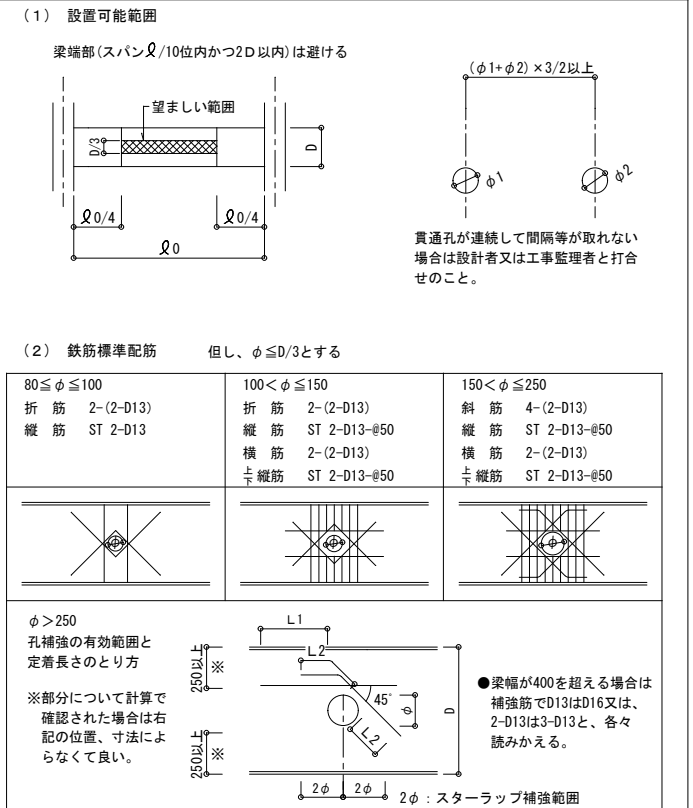 (1) 設置可能範囲
梁端部(スパンℓ/10位内かつ2D以内)は避ける
望ましい範囲
D/3
D
ℓ0/4
ℓ0/4
ℓ0
(φ1+φ2)×3/2以上
φ1
φ2
貫通孔が連続して間隔等が取れない
場合は設計者又は工事監理者と打合
せのこと。
(2) 鉄筋標準配筋 但し、φ≦D/3とする
80≦φ≦100
折 筋 2-(2-D13)
縦 筋 ST 2-D13
100<φ≦150
折 筋 2-(2-D13)
縦 筋 ST 2-D13-@50
横 筋 2-(2-D13)
上下縦筋 ST 2-D13-@50
150<φ≦250
斜 筋 4-(2-D13)
縦 筋 ST 2-D13-@50
横 筋 2-(2-D13)
上下縦筋 ST 2-D13-@50
φ>250
孔補強の有効範囲と
定着長さのとり方
※部分について計算で
確認された場合は右
記の位置、寸法によ
らなくて良い。
L1
L2
250以上
※
45°
φ
D
L2
250以上
※
2φ
2φ
2φ:スターラップ補強範囲
●梁幅が400を超える場合は
補強筋でD13はD16又は、
2-D13は3-D13と、各々
読みかえる。